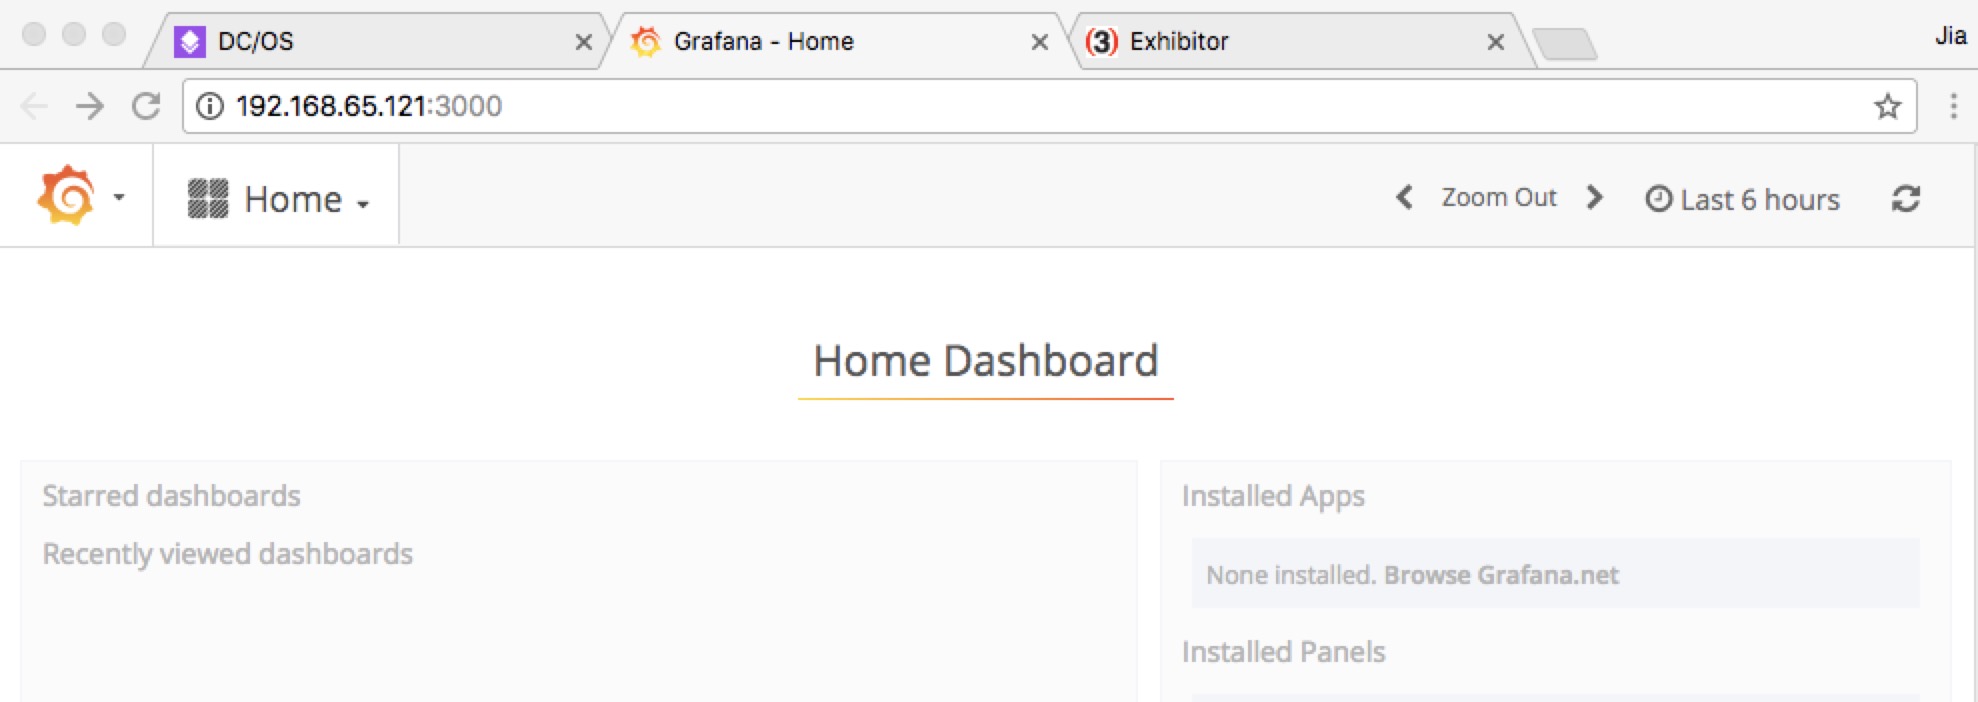 DC/OS
Grafana - Home
(3) Exhibitor
Jia
192.168.65.121:3000
Home
Zoom Out
Last 6 hours
Home Dashboard
Starred dashboards
Recently viewed dashboards
Installed Apps
None installed. Browse Grafana.net
Installed Panels